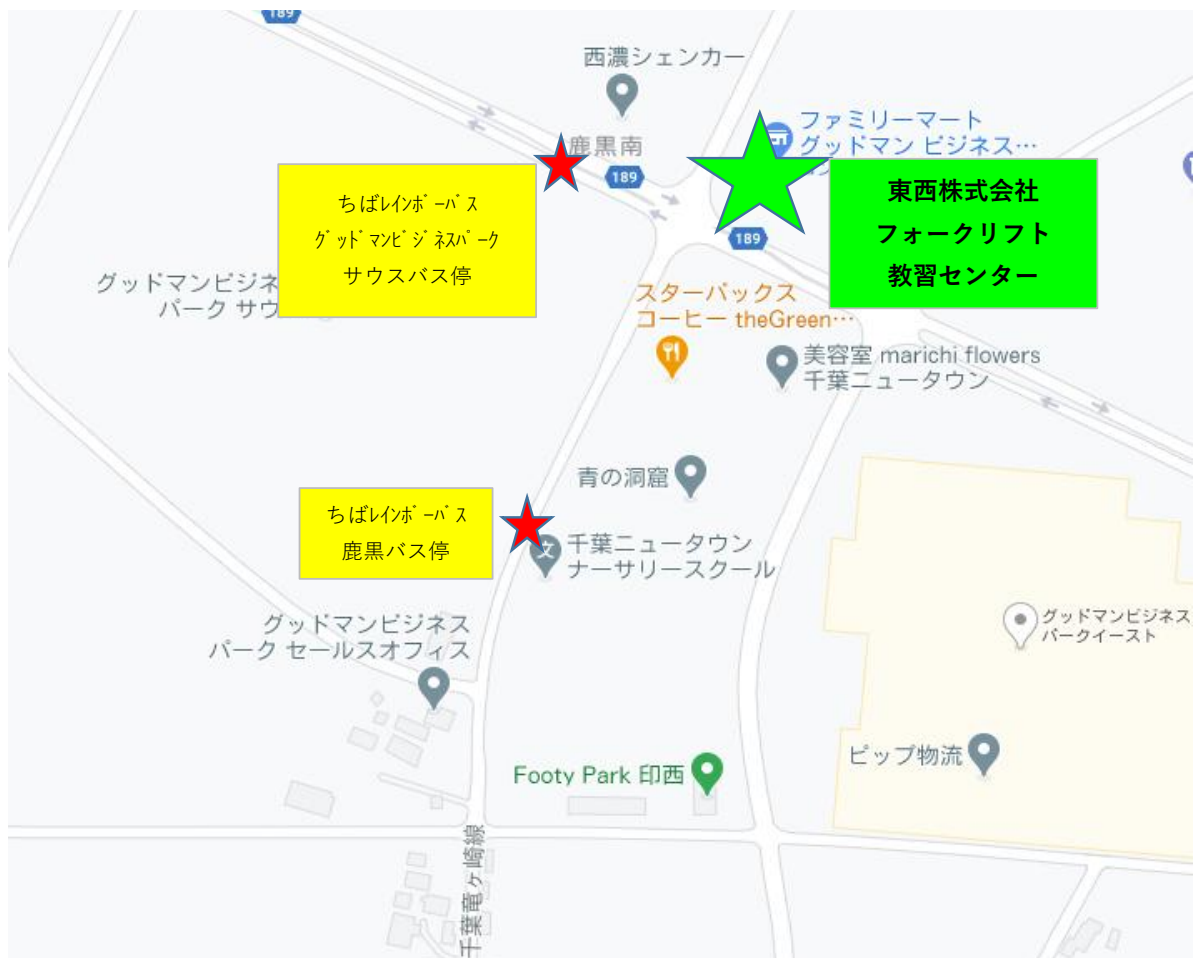 189
西濃シェンカー
ファミリーマート
グッドマン ビジネス…
鹿黒南
189
ちばﾚｲﾝﾎﾞｰﾊﾞｽ
ｸﾞｯﾄﾞﾏﾝﾋﾞｼﾞﾈｽﾊﾟｰｸ
サウスバス停
東西株式会社
フォークリフト
教習センター
189
グッドマンビジネ
パーク サウ
スターバックス
コーヒー theGreen…
美容室 marichi flowers
千葉ニュータウン
青の洞窟
ちばﾚｲﾝﾎﾞｰﾊﾞｽ
鹿黒バス停
千葉ニュータウン
ナーサリースクール
文
グッドマンビジネス
パーク セールスオフィス
グッドマンビジネス
パークイースト
ピップ物流
Footy Park 印西
千葉竜ヶ崎線